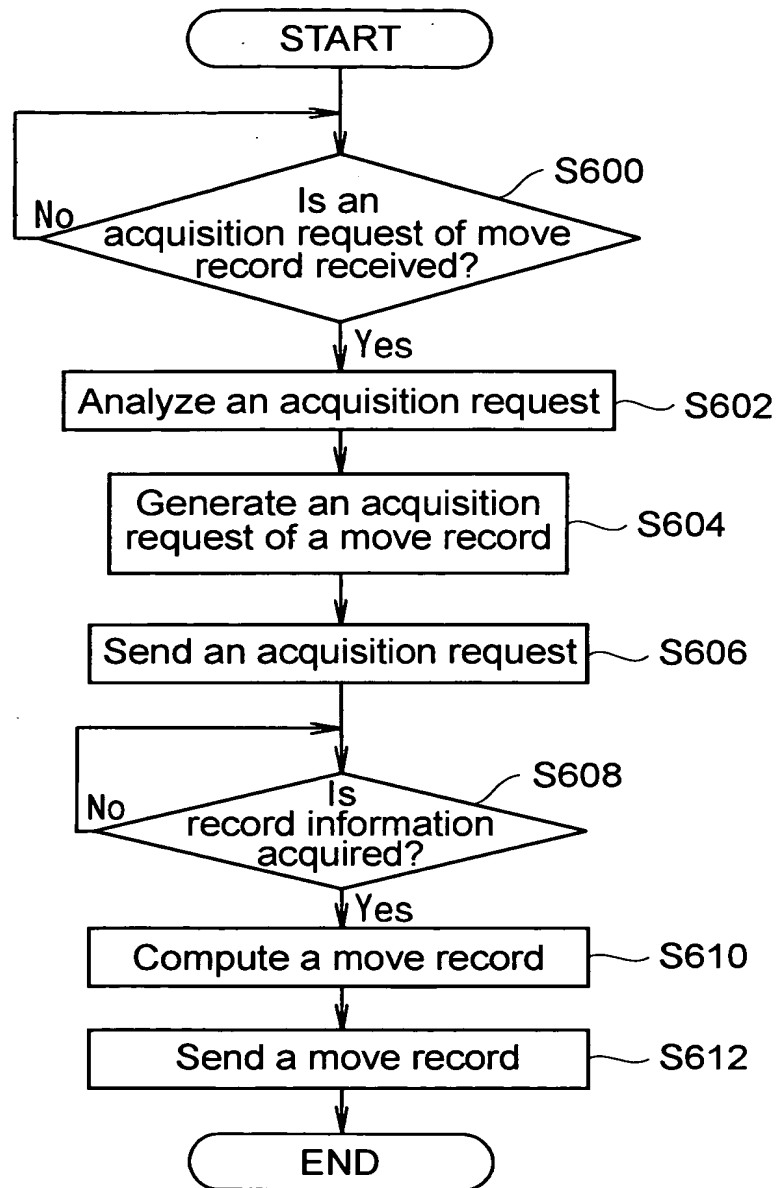 START
S600
No
Is an
acquisition request of move
record received?
Yes
Analyze an acquisition request
S602
Generate an acquisition
request of a move record
S604
Send an acquisition request
S606
S608
No
Is
record information
acquired?
Yes
Compute a move record
S610
Send a move record
S612
END